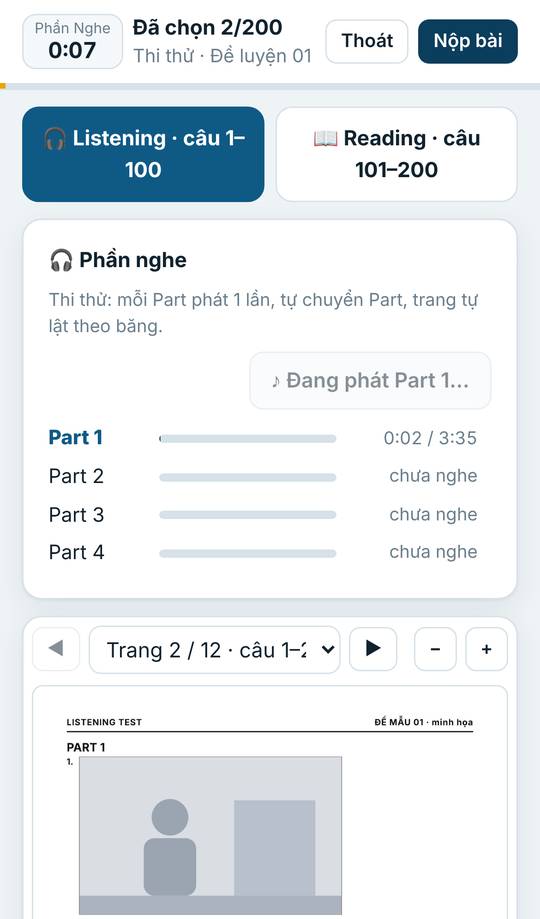 Phần Nghe
0:07
Đã chọn 2/200
Thi thử · Đề luyện 01
Thoát
Nộp bài
🎧 Listening · câu 1–
100
📖 Reading · câu
101–200
🎧 Phần nghe
Thi thử: mỗi Part phát 1 lần, tự chuyển Part, trang tự
lật theo băng.
♪ Đang phát Part 1...
Part 1
0:02 / 3:35
Part 2
chưa nghe
Part 3
chưa nghe
Part 4
chưa nghe
◀
Trang 2 / 12 · câu 1–2
▶
−
+
LISTENING TEST
ĐỀ MẪU 01 · minh họa
PART 1
1.